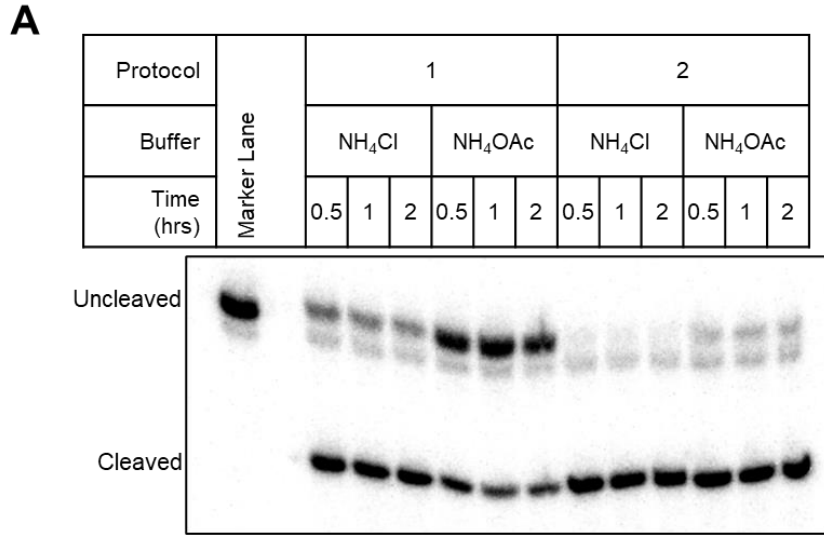 A
Protocol
Marker Lane
1
2
Buffer
NH₄Cl
NH₄OAc
NH₄Cl
NH₄OAc
Time
(hrs)
0.5
1
2
0.5
1
2
0.5
1
2
0.5
1
2
Uncleaved
Cleaved